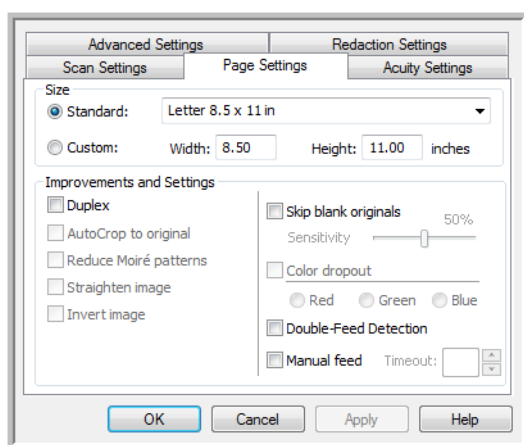 Advanced Settings Redaction Settings
Scan Settings Page Settings Acuity Settings
Size
Standard: Letter 8.5 x 11 in
Custom: Width: 8.50 Height: 11.00 inches
Improvements and Settings
Duplex
AutoCrop to original
Reduce Moiré patterns
Straighten image
Invert image
Skip blank originals 50%
Sensitivity
Color dropout
Red Green Blue
Double-Feed Detection
Manual feed Timeout:
OK Cancel Apply Help